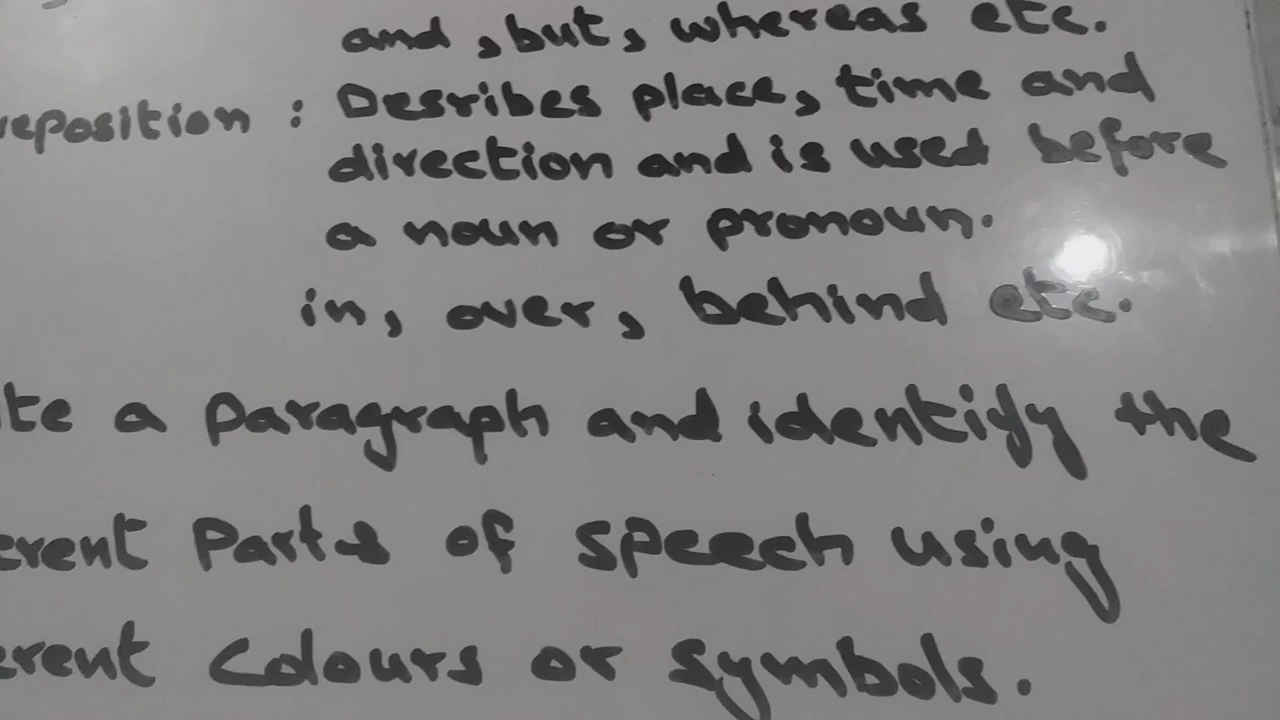 and, but, whereas etc.
reposition : Desribes place, time and
direction and is used before
a noun or pronoun.
in, over, behind etc.
te a paragraph and identify the
erent Parts of speech using
erent colours or symbols.